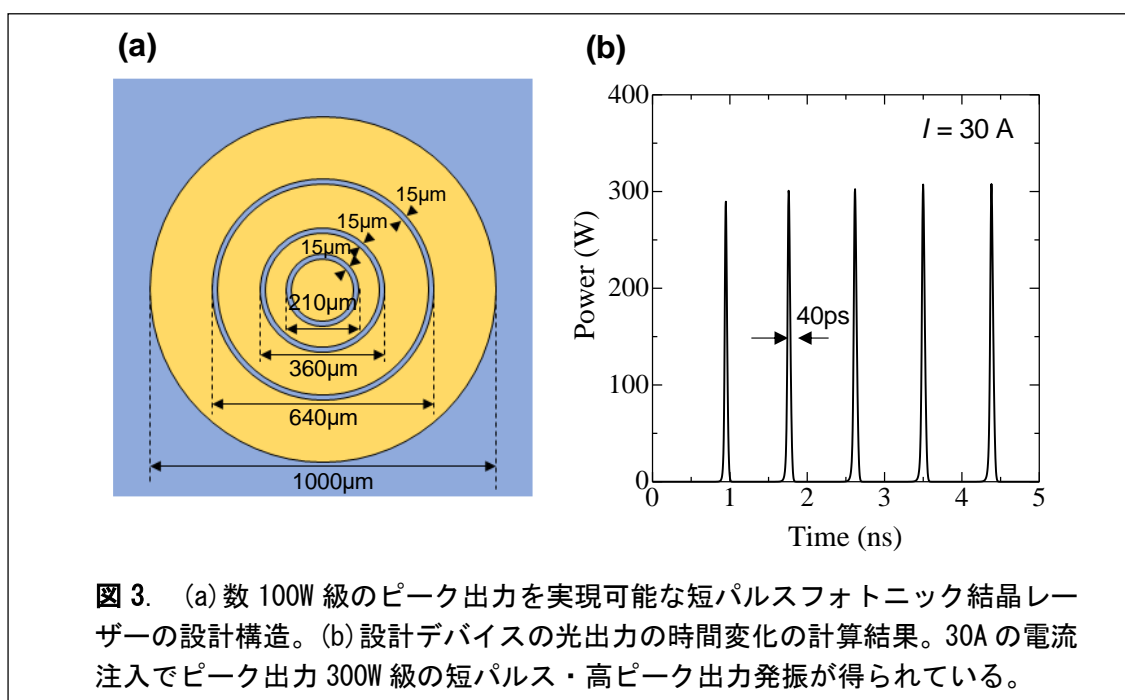 (a)
15μm
15μm
15μm
210μm
360μm
640μm
1000μm
(b)
400
300
200
100
0
Power (W)
I = 30 A
40ps
0 1 2 3 4 5
Time (ns)
図 3. (a)数 100W 級のピーク出力を実現可能な短パルスフォトニック結晶レー
ザーの設計構造。(b)設計デバイスの光出力の時間変化の計算結果。30A の電流
注入でピーク出力 300W 級の短パルス・高ピーク出力発振が得られている。